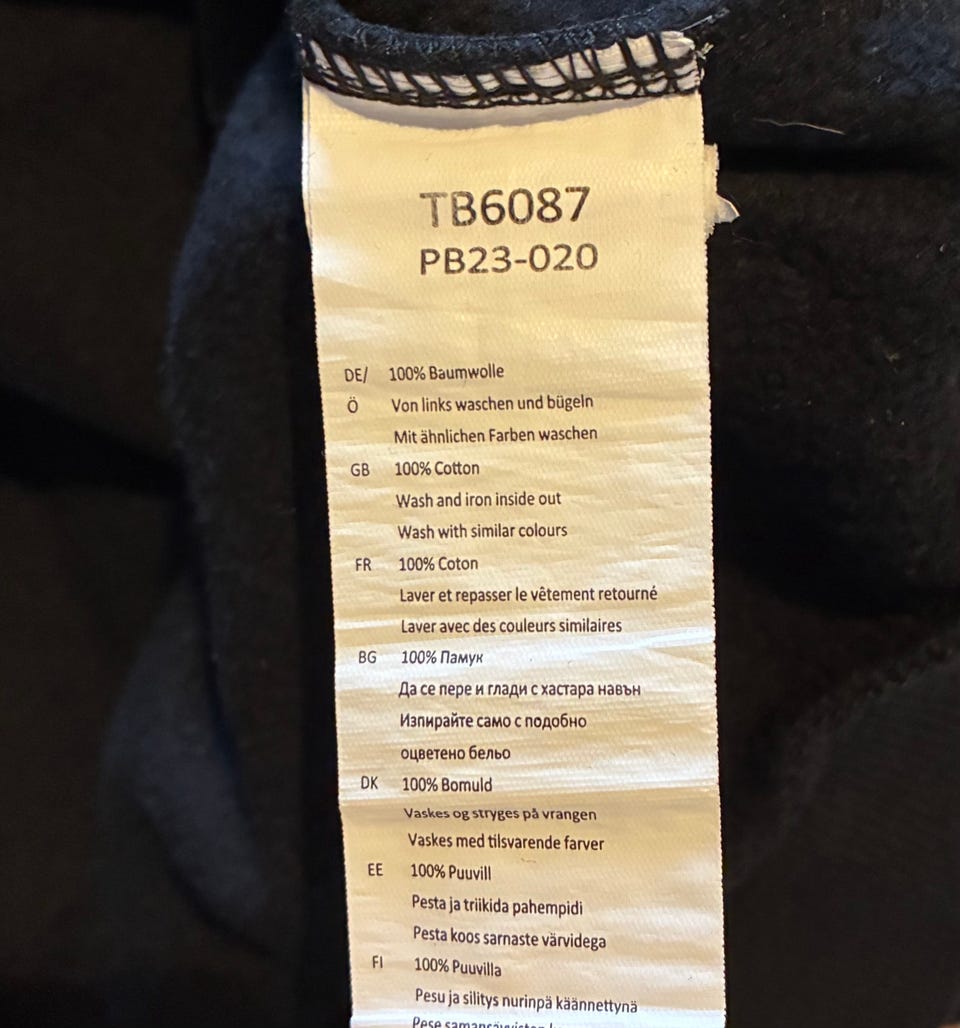 TB6087
PB23-020
DE/ 100% Baumwolle
Ö Von links waschen und bügeln
Mit ähnlichen Farben waschen
GB 100% Cotton
Wash and iron inside out
Wash with similar colours
FR 100% Coton
Laver et repasser le vêtement retourné
Laver avec des couleurs similaires
BG 100% Памук
Да се пере и глади с хастара навън
Изпирайте само с подобно
оцветено бельо
DK 100% Bomuld
Vaskes og stryges på vrangen
Vaskes med tilsvarende farver
EE 100% Puuvill
Pesta ja triikida pahempidi
Pesta koos sarnaste värvidega
FI 100% Puuvilla
Pesu ja silitys nurinpä käännettynä
Pese